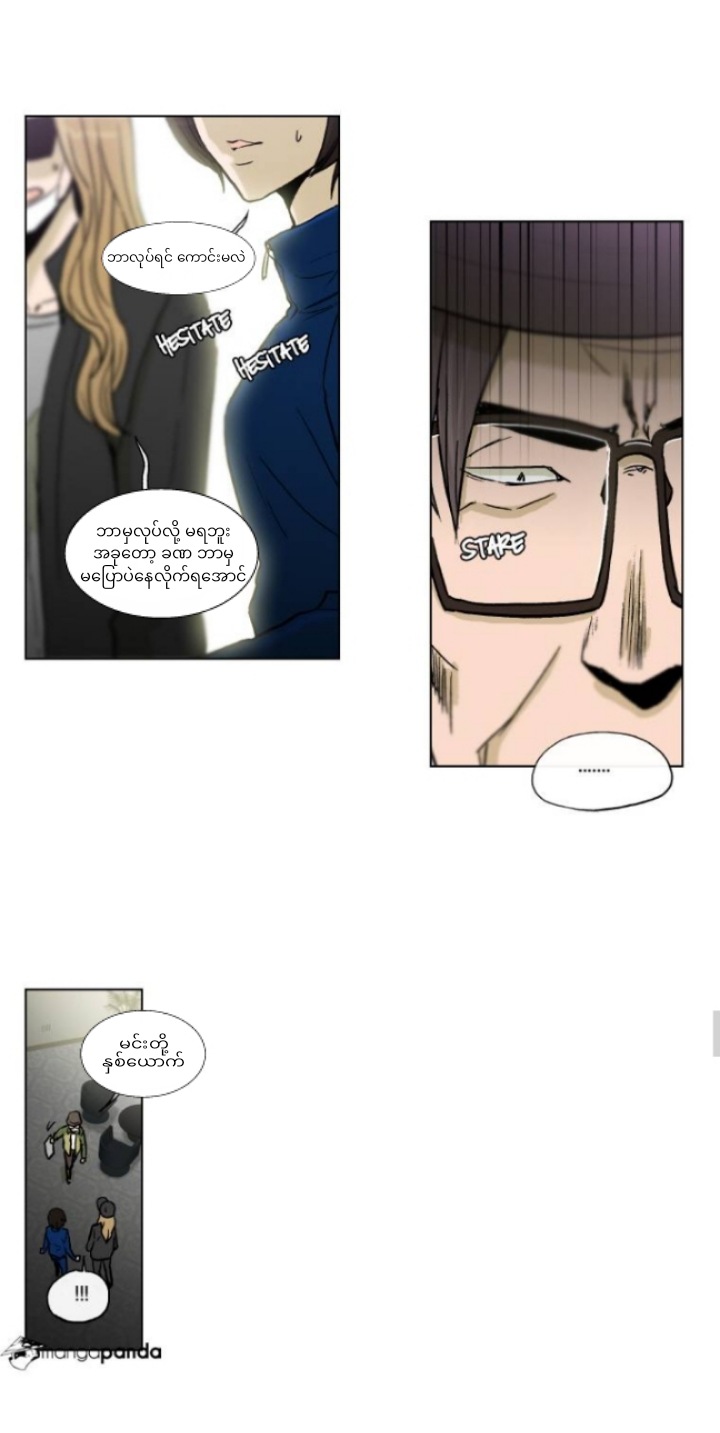 ဘာလုပ်ရင် ကောင်းမလဲ
HESITATE
HESITATE
ဘာမှလုပ်လို့ မရဘူး
အခုတော့ ခဏ ဘာမှ
မပြောပဲနေလိုက်ရအောင်
STARE
.......
မင်းတို့
နှစ်ယောက်
!!!
mangapanda